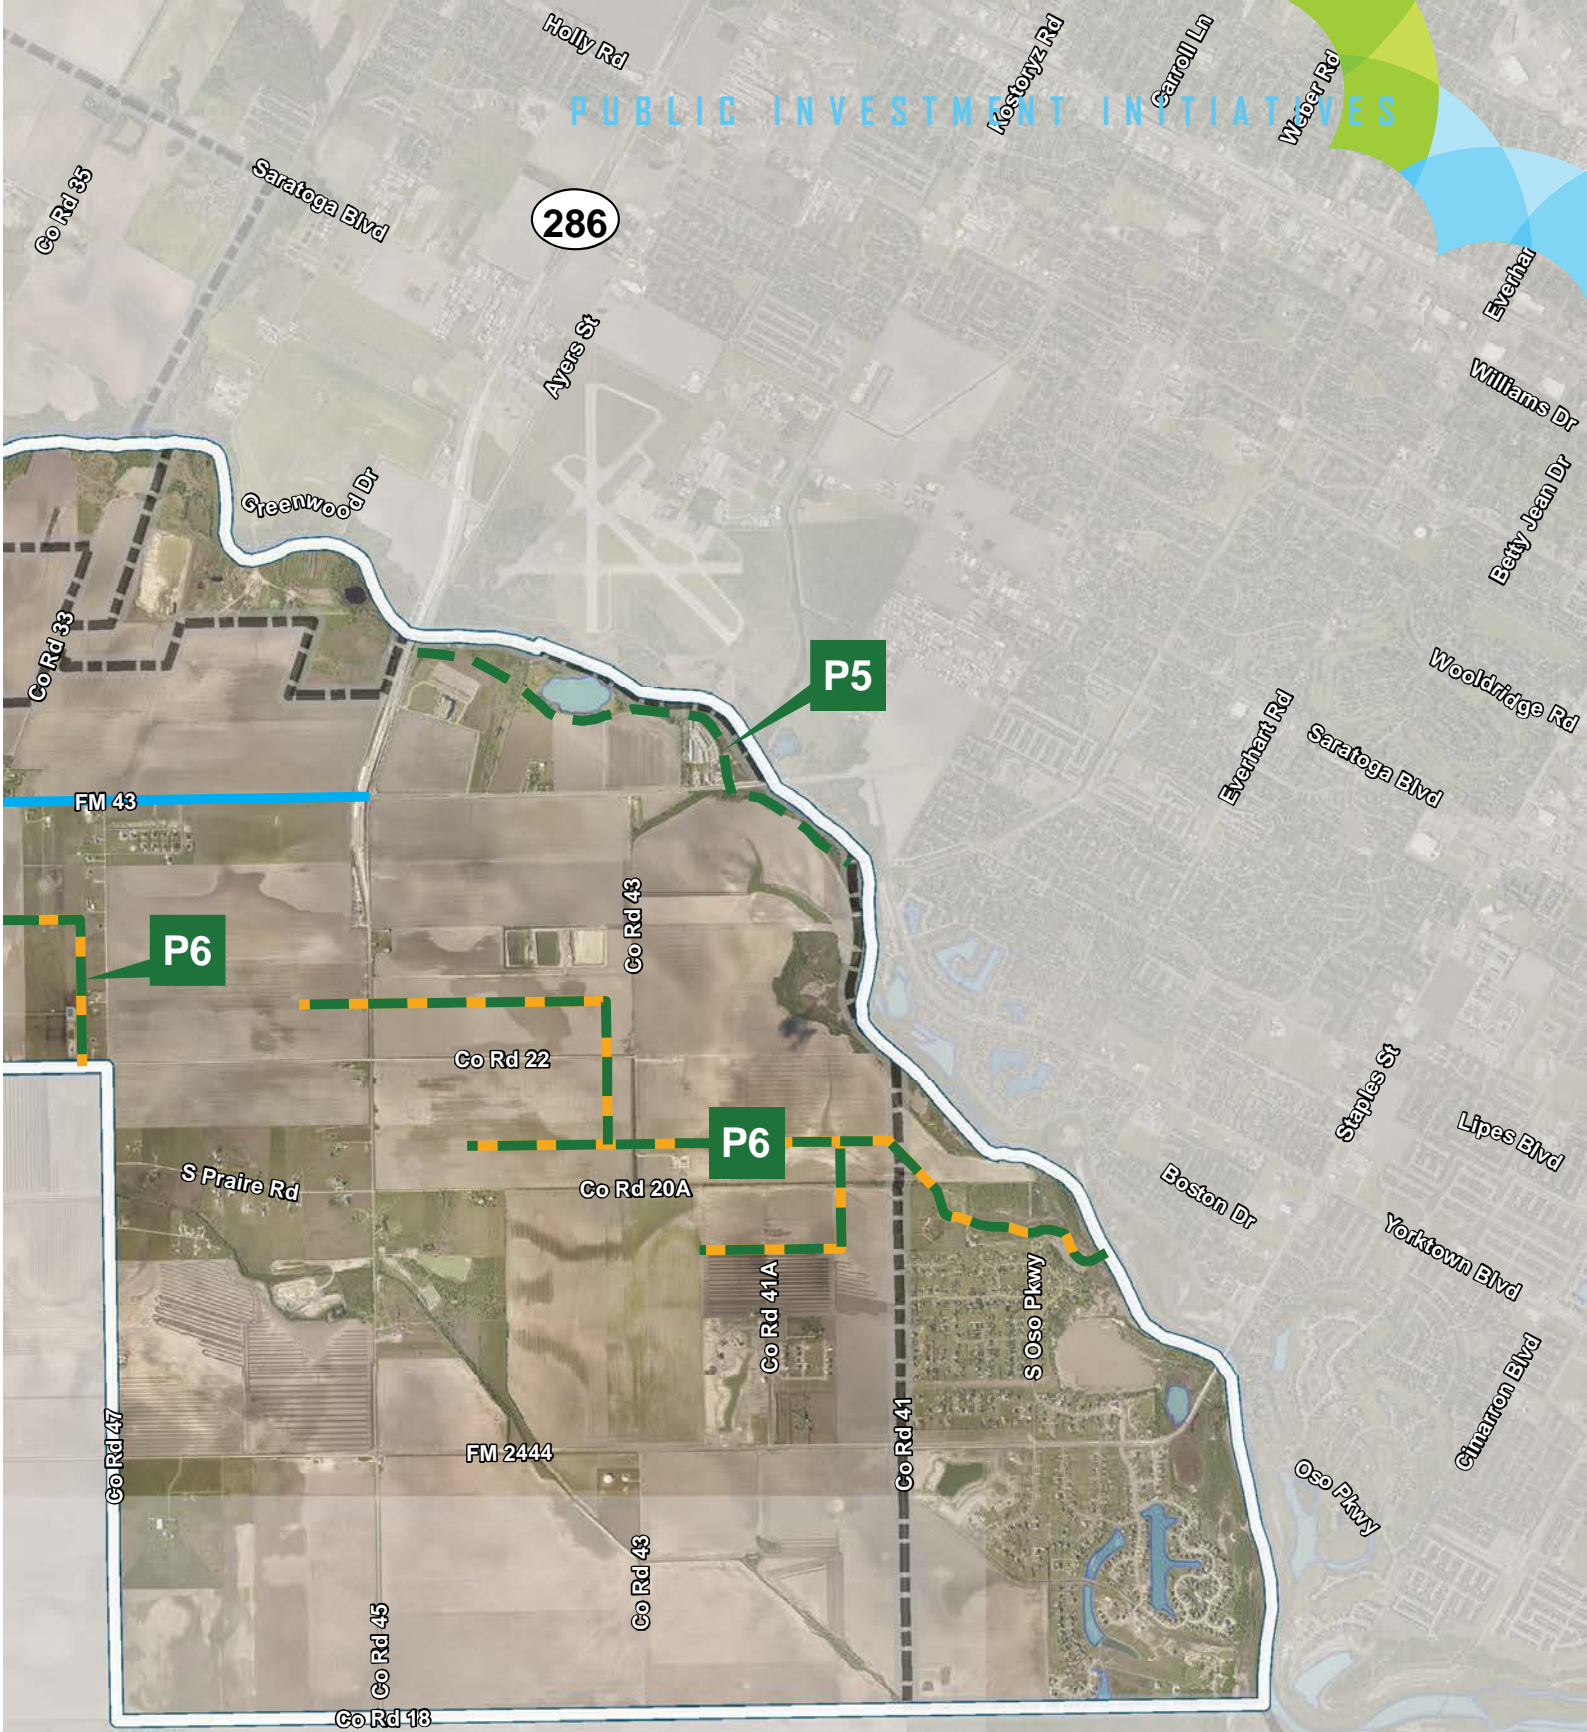 Holly Rd
Kostoryz Rd
Carroll Ln
Weber Rd
PUBLIC INVESTMENT INITIATIVES
Co Rd 35
Saratoga Blvd
286
Everhar
Ayers St
Williams Dr
Greenwood Dr
Betty Jean Dr
Co Rd 33
P5
Wooldridge Rd
Everhart Rd
Saratoga Blvd
FM 43
Co Rd 43
P6
Co Rd 22
Staples St
P6
Lipes Blvd
S Praire Rd
Co Rd 20A
Boston Dr
Yorktown Blvd
Co Rd 41A
S Oso Pkwy
Cimarron Blvd
Co Rd 47
FM 2444
Co Rd 41
Oso Pkwy
Co Rd 43
Co Rd 45
Co Rd 18